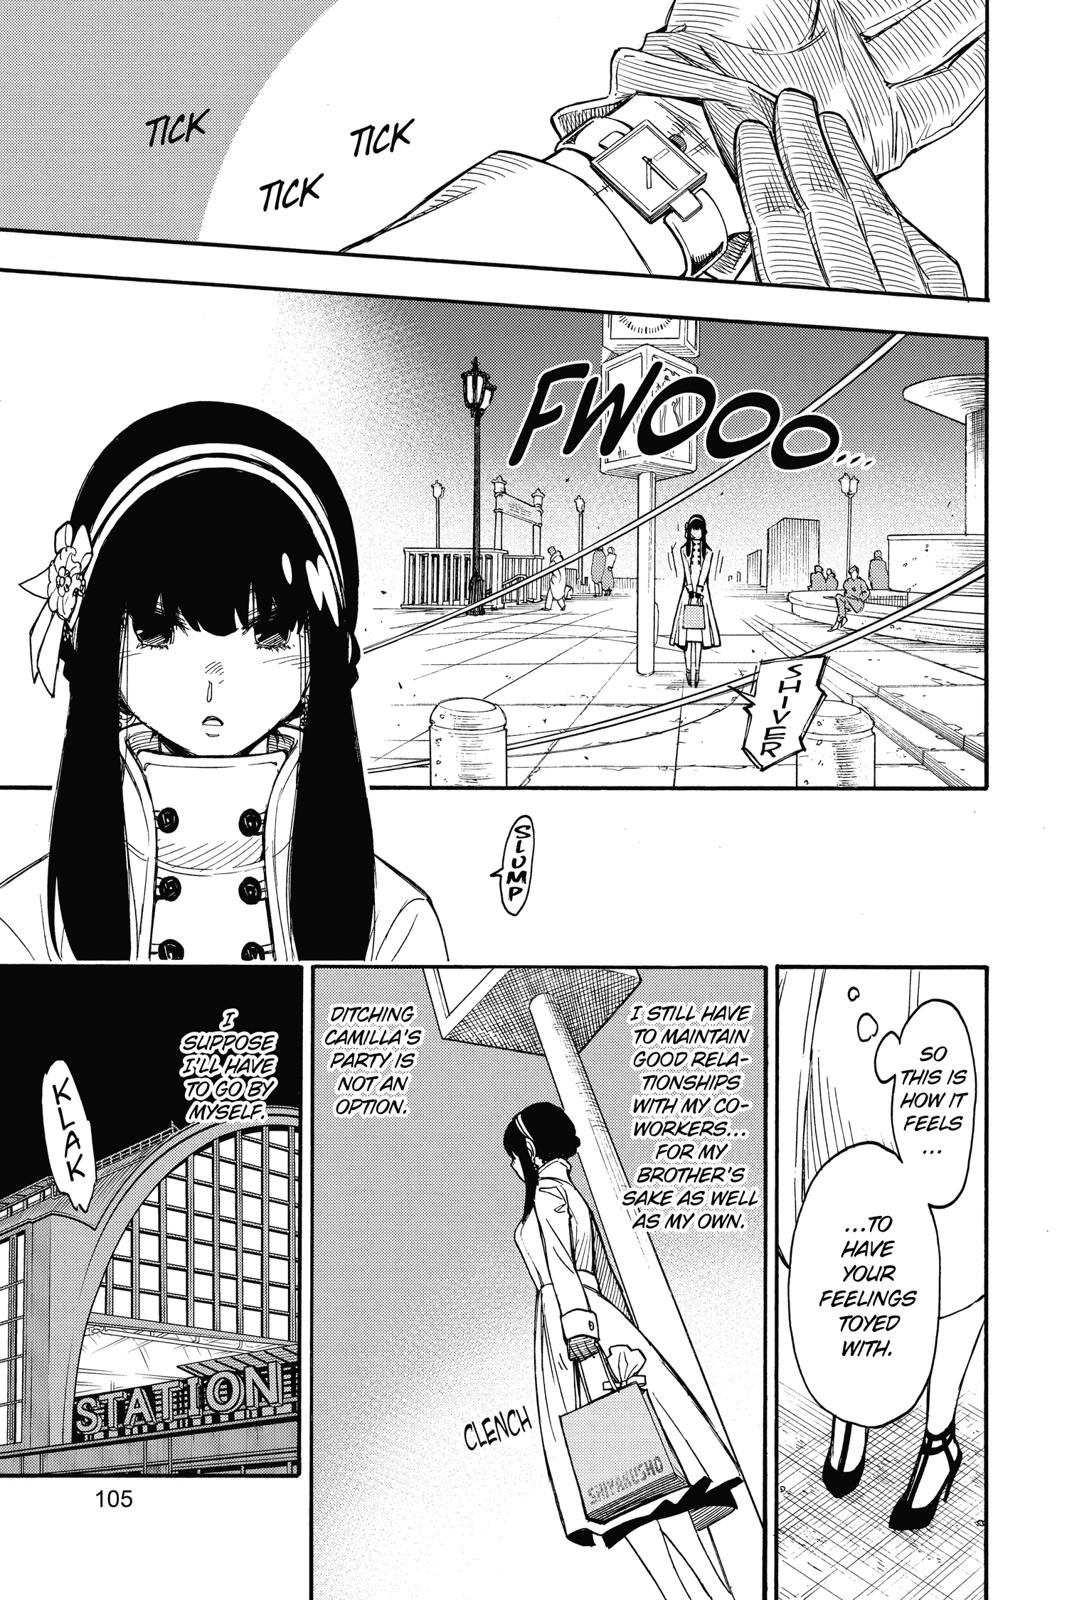 TICK
TICK
TICK
FWOOO...
SHIVER
SLUMP
SO
THIS IS
HOW IT
FEELS
...
...TO
HAVE
YOUR
FEELINGS
TOYED
WITH.
I STILL HAVE
TO MAINTAIN
GOOD RELA-
TIONSHIPS
WITH MY CO-
WORKERS...
FOR MY
BROTHER'S
SAKE AS WELL
AS MY OWN.
DITCHING
CAMILLA'S
PARTY IS
NOT AN
OPTION.
CLENCH
SHIYAKUSHO
I
SUPPOSE
I'LL HAVE
TO GO BY
MYSELF.
KLAK
STATION
105